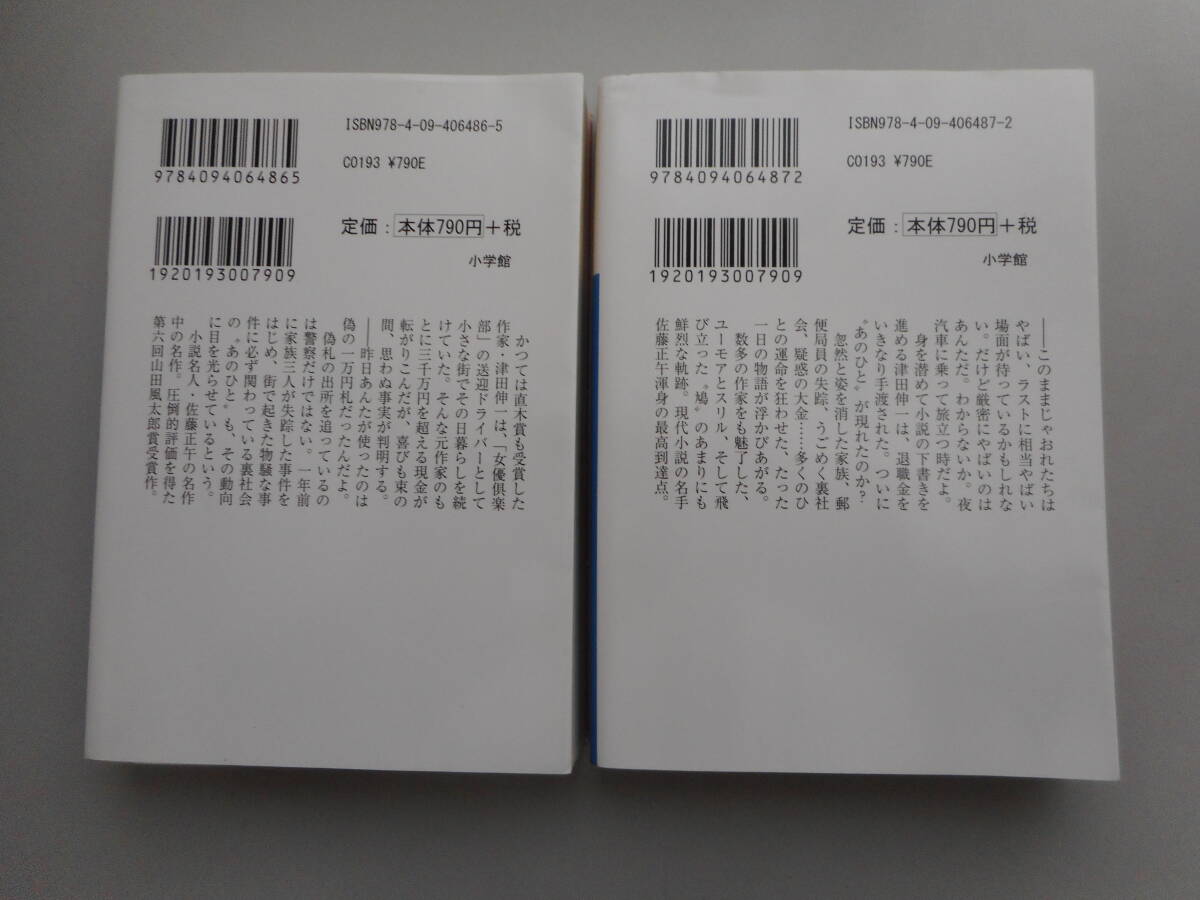 ISBN978-4-09-406486-5
C0193 ¥790E
9784094064865
定価：本体790円＋税
小学館
1920193007909
かつては直木賞も受賞した
作家・津田伸一は、「女優倶楽
部」の送迎ドライバーとして
小さな街でその日暮らしを続
けていた。そんな元作家のも
とに三千万円を超える現金が
転がりこんだが、喜びも束の
間、思わぬ事実が判明する。
――昨日あんたが使ったのは
偽の一万円札だったんだよ。
偽札の出所を追っているの
は警察だけではない。一年前
に家族三人が失踪した事件を
はじめ、街で起きた物騒な事
件に必ず関わっている裏社会
の〝あのひと〟も、その動向
に目を光らせているという。
小説名人・佐藤正午の名作
中の名作。圧倒的評価を得た
第六回山田風太郎賞受賞作。
ISBN978-4-09-406487-2
C0193 ¥790E
9784094064872
定価：本体790円＋税
小学館
1920193007909
――このままじゃおれたちは
やばい、ラストに相当やばい
場面が待っているかもしれな
い。だけど厳密にやばいのは
あんただ。わからないか。夜
汽車に乗って旅立つ時だよ。
身を潜めて小説の下書きを
進める津田伸一は、退職金を
いきなり手渡された。ついに
〝あのひと〟が現れたのか？
忽然と姿を消した家族、郵
便局員の失踪、うごめく裏社
会、疑惑の大金……多くのひ
との運命を狂わせた、たった
一日の物語が浮かびあがる。
数多の作家をも魅了した、
ユーモアとスリル、そして飛
び立った〝鳩〟のあまりにも
鮮烈な軌跡。現代小説の名手
佐藤正午渾身の最高到達点。